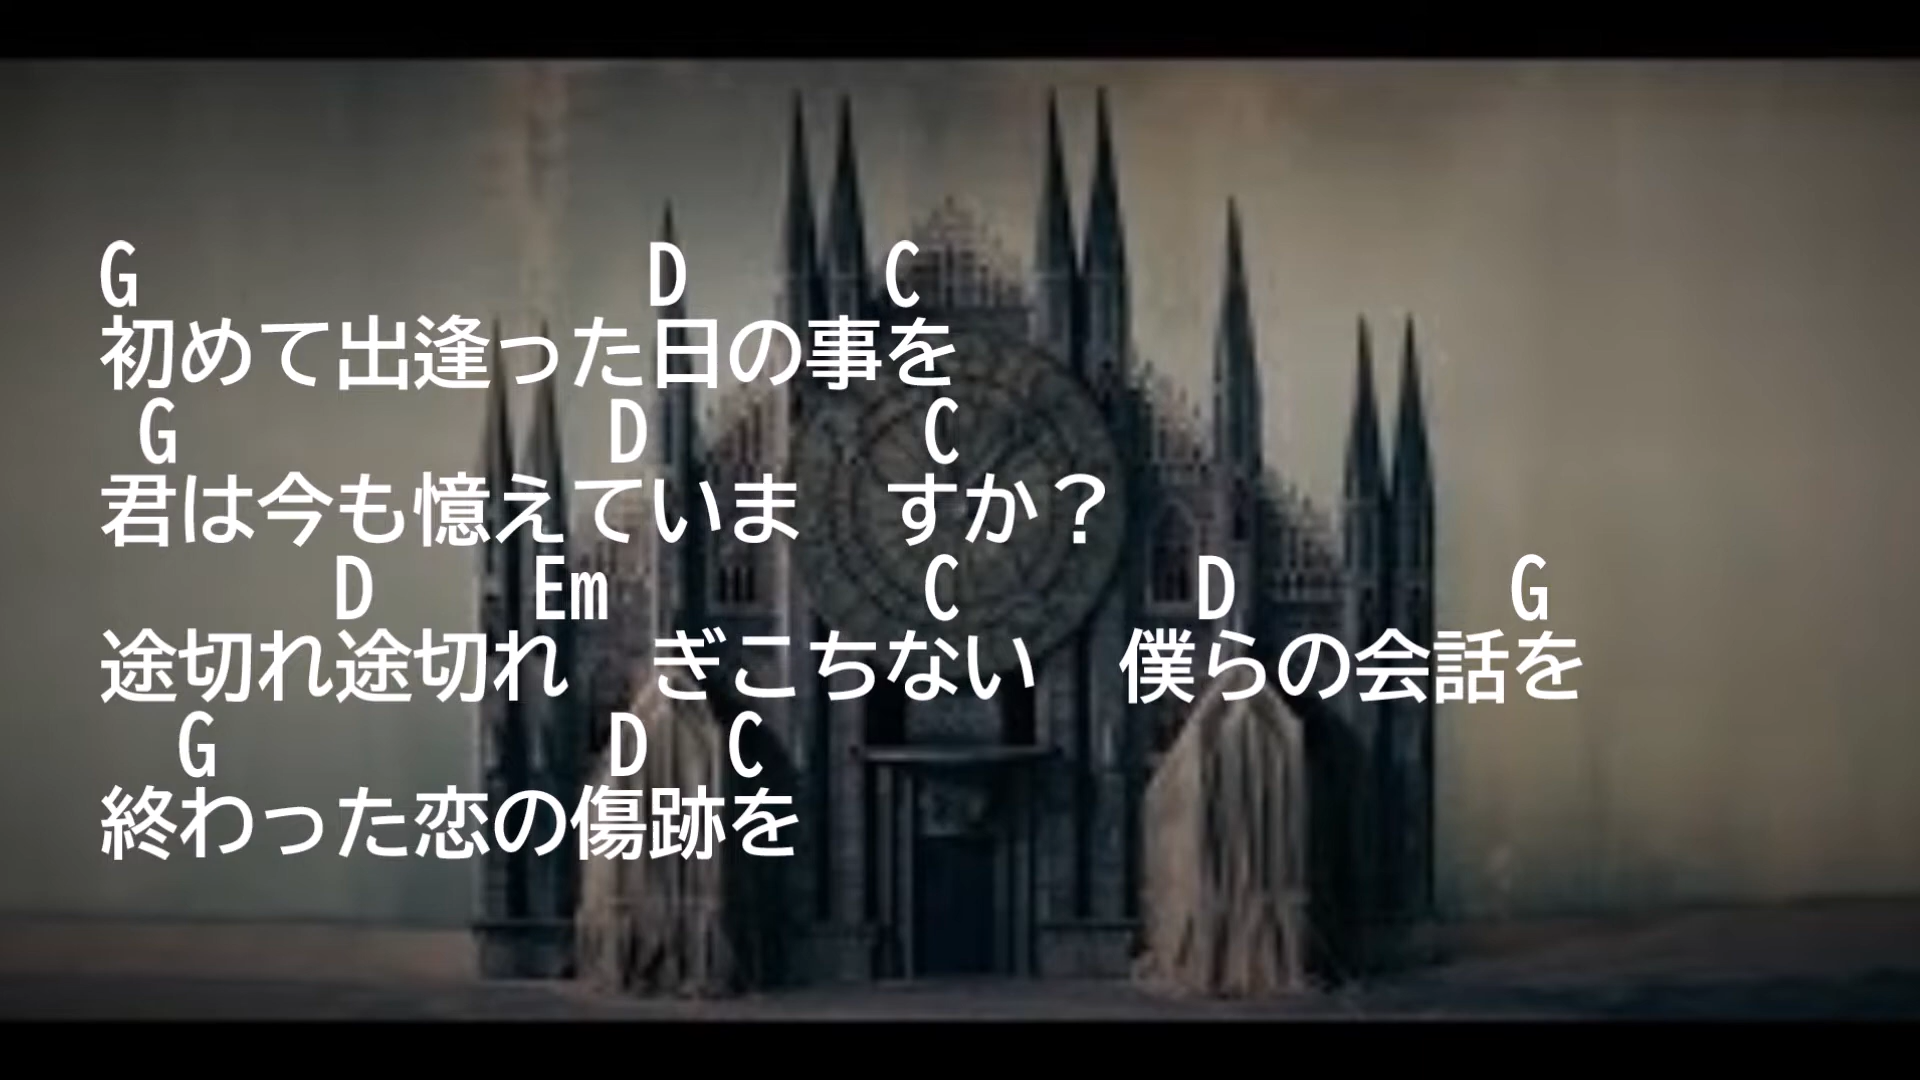 G D C
初めて出逢った日の事を
G D C
君は今も憶えていま　すか？
D Em C D G
途切れ途切れ　ぎこちない　僕らの会話を
G D C
終わった恋の傷跡を